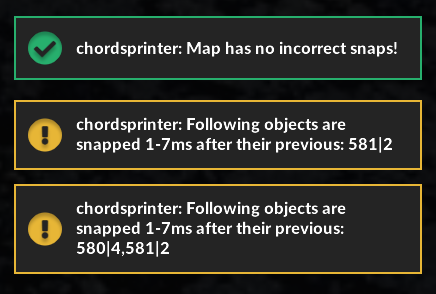 chordsprinter: Map has no incorrect snaps!
chordsprinter: Following objects are
snapped 1-7ms after their previous: 581|2
chordsprinter: Following objects are
snapped 1-7ms after their previous:
580|4,581|2